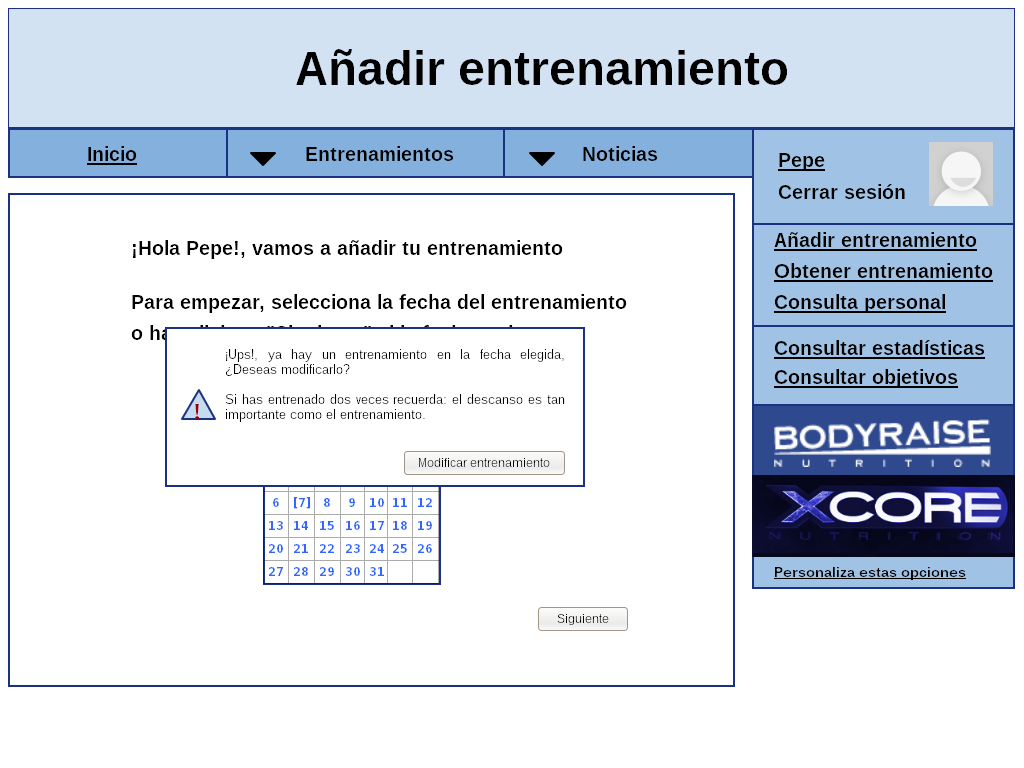 Añadir entrenamiento
Inicio
Entrenamientos
Noticias
Pepe
Cerrar sesión
¡Hola Pepe!, vamos a añadir tu entrenamiento
Para empezar, selecciona la fecha del entrenamiento
¡Ups!, ya hay un entrenamiento en la fecha elegida,
¿Deseas modificarlo?
Si has entrenado dos veces recuerda: el descanso es tan
importante como el entrenamiento.
!
Modificar entrenamiento
6 [7] 8 9 10 11 12
13 14 15 16 17 18 19
20 21 22 23 24 25 26
27 28 29 30 31
Siguiente
Añadir entrenamiento
Obtener entrenamiento
Consulta personal
Consultar estadísticas
Consultar objetivos
BODYRAISE
NUTRITION
XCORE
NUTRITION
Personaliza estas opciones